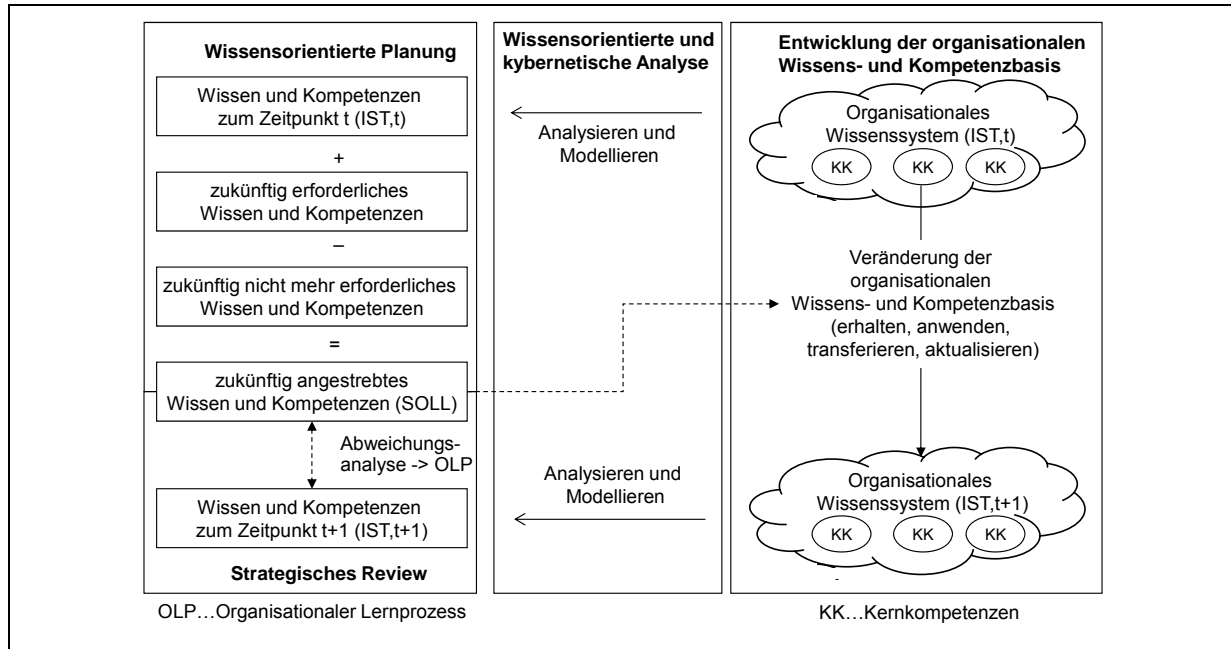 Wissensorientierte Planung
Wissen und Kompetenzen
zum Zeitpunkt t (IST,t)
+
zukünftig erforderliches
Wissen und Kompetenzen
–
zukünftig nicht mehr erforderliches
Wissen und Kompetenzen
=
zukünftig angestrebtes
Wissen und Kompetenzen (SOLL)
Abweichungs-
analyse -> OLP
Wissen und Kompetenzen
zum Zeitpunkt t+1 (IST,t+1)
Strategisches Review
OLP…Organisationaler Lernprozess
Wissensorientierte und
kybernetische Analyse
Analysieren und
Modellieren
Analysieren und
Modellieren
Entwicklung der organisationalen
Wissens- und Kompetenzbasis
Organisationales
Wissenssystem (IST,t)
KK KK KK
Veränderung der
organisationalen
Wissens- und Kompetenzbasis
(erhalten, anwenden,
transferieren, aktualisieren)
Organisationales
Wissenssystem (IST,t+1)
KK KK KK
KK…Kernkompetenzen